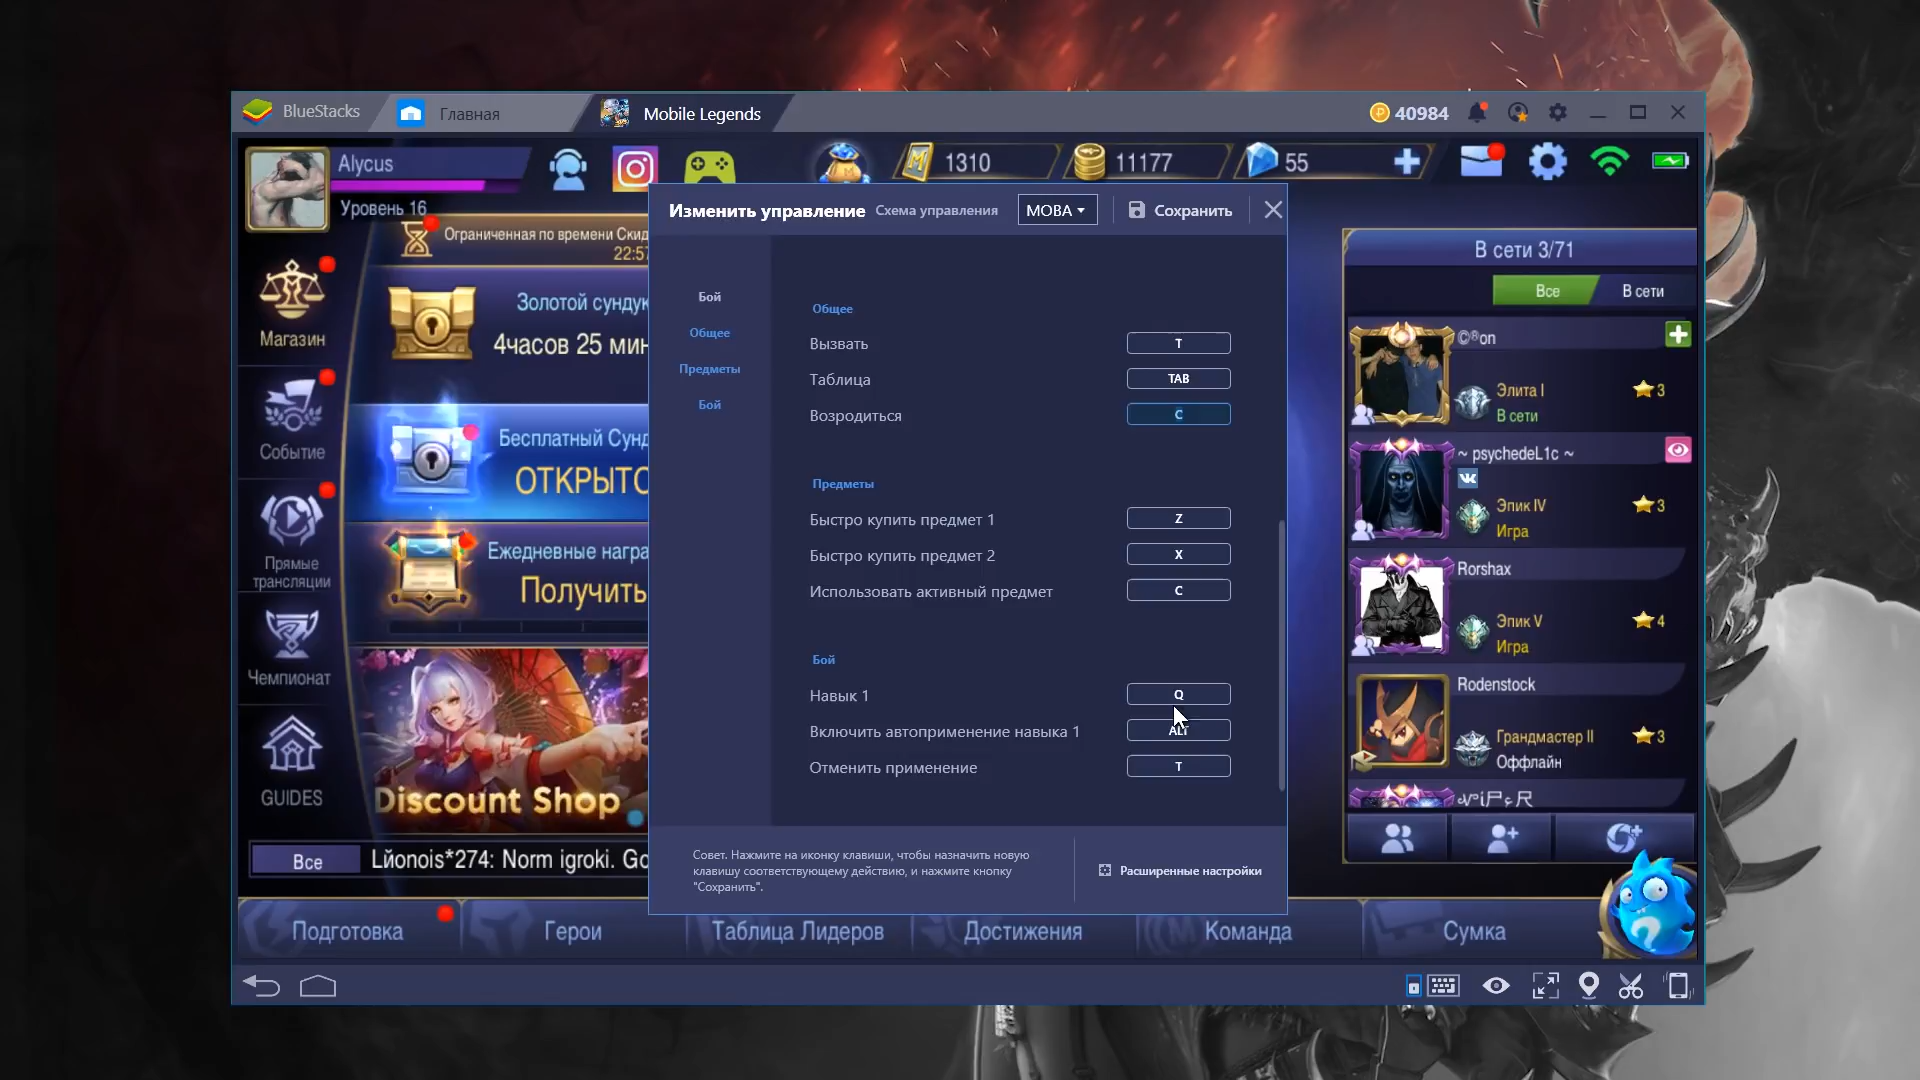 BlueStacks
Главная
Mobile Legends
40984
Alycus
Уровень 16
1310
11177
55
Изменить управление
Схема управления
MOBA
Сохранить
Ограниченная по времени Скид
22:57
Магазин
Золотой сундук
4часов 25 мин
Событие
Бесплатный Сунд
ОТКРЫТО
Прямые
трансляции
Ежедневные награ
Получить
Чемпионат
GUIDES
Discount Shop
Все
Lйonois*274: Norm igroki. Go
Бой
Общее
Предметы
Бой
Общее
Вызвать
T
Таблица
TAB
Возродиться
C
Предметы
Быстро купить предмет 1
Z
Быстро купить предмет 2
X
Использовать активный предмет
C
Бой
Навык 1
Q
Включить автоприменение навыка 1
ALT
Отменить применение
T
Совет. Нажмите на иконку клавиши, чтобы назначить новую
клавишу соответствующему действию, и нажмите кнопку
"Сохранить".
Расширенные настройки
В сети 3/71
Все
В сети
©®on
Элита I
3
В сети
~ psychedeL1c ~
Эпик IV
3
Игра
Rorshax
Эпик V
4
Игра
Rodenstock
Грандмастер II
3
Оффлайн
Подготовка
Герои
Таблица Лидеров
Достижения
Команда
Сумка